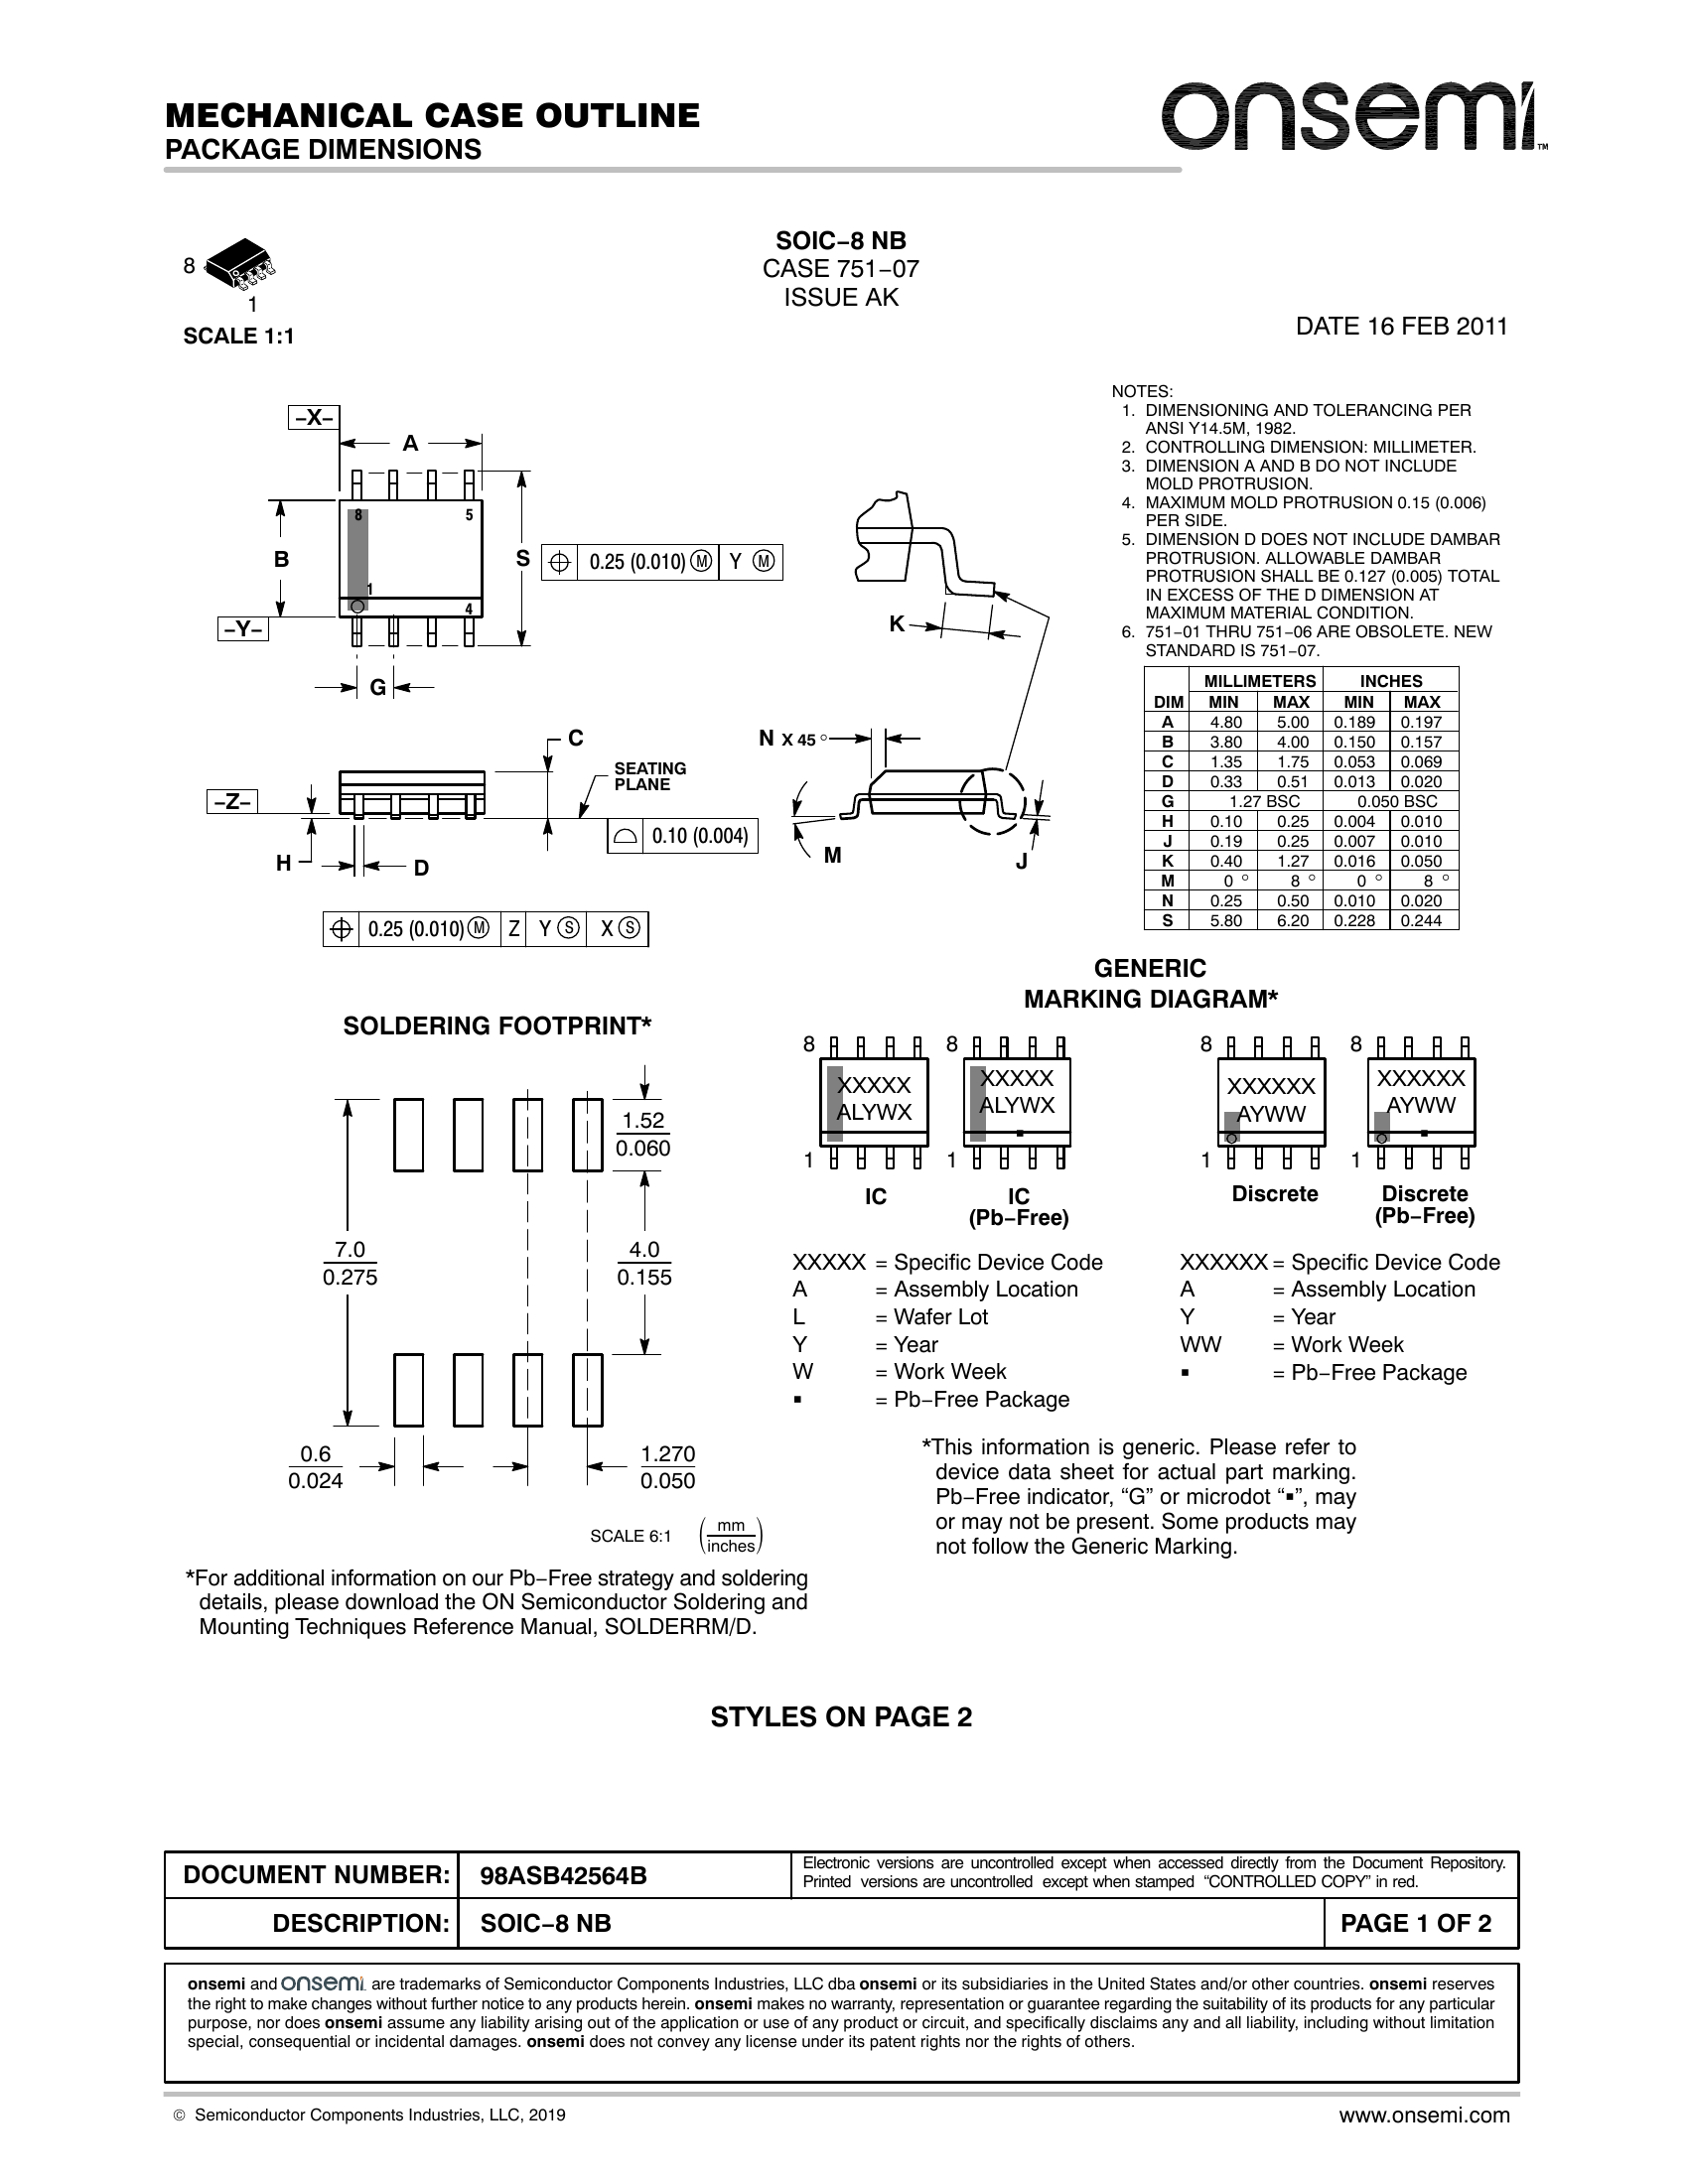 MECHANICAL CASE OUTLINE
PACKAGE DIMENSIONS
onsemi™
SOIC−8 NB
CASE 751−07
ISSUE AK
DATE 16 FEB 2011
8
1
SCALE 1:1
−X−
A
8 5
B
S
0.25 (0.010) M Y M
1
4
−Y−
G
K
C
N X 45°
SEATING
PLANE
−Z−
0.10 (0.004)
H
D
M
J
0.25 (0.010) M Z Y S X S
NOTES:
1. DIMENSIONING AND TOLERANCING PER
ANSI Y14.5M, 1982.
2. CONTROLLING DIMENSION: MILLIMETER.
3. DIMENSION A AND B DO NOT INCLUDE
MOLD PROTRUSION.
4. MAXIMUM MOLD PROTRUSION 0.15 (0.006)
PER SIDE.
5. DIMENSION D DOES NOT INCLUDE DAMBAR
PROTRUSION. ALLOWABLE DAMBAR
PROTRUSION SHALL BE 0.127 (0.005) TOTAL
IN EXCESS OF THE D DIMENSION AT
MAXIMUM MATERIAL CONDITION.
6. 751−01 THRU 751−06 ARE OBSOLETE. NEW
STANDARD IS 751−07.
MILLIMETERS INCHES
DIM MIN MAX MIN MAX
A 4.80 5.00 0.189 0.197
B 3.80 4.00 0.150 0.157
C 1.35 1.75 0.053 0.069
D 0.33 0.51 0.013 0.020
G 1.27 BSC 0.050 BSC
H 0.10 0.25 0.004 0.010
J 0.19 0.25 0.007 0.010
K 0.40 1.27 0.016 0.050
M 0 ° 8 ° 0 ° 8 °
N 0.25 0.50 0.010 0.020
S 5.80 6.20 0.228 0.244
SOLDERING FOOTPRINT*
1.52
0.060
7.0
0.275
4.0
0.155
0.6
0.024
1.270
0.050
SCALE 6:1 (mm
inches)
*For additional information on our Pb−Free strategy and soldering
details, please download the ON Semiconductor Soldering and
Mounting Techniques Reference Manual, SOLDERRM/D.
GENERIC
MARKING DIAGRAM*
8 8 8 8
XXXXX XXXXX XXXXXX XXXXXX
ALYWX ALYWX AYWW AYWW
▪ ▪
1 1 1 1
IC IC Discrete Discrete
(Pb−Free) (Pb−Free)
XXXXX = Specific Device Code
A = Assembly Location
L = Wafer Lot
Y = Year
W = Work Week
▪ = Pb−Free Package
XXXXXX = Specific Device Code
A = Assembly Location
Y = Year
WW = Work Week
▪ = Pb−Free Package
*This information is generic. Please refer to
device data sheet for actual part marking.
Pb−Free indicator, “G” or microdot “▪”, may
or may not be present. Some products may
not follow the Generic Marking.
STYLES ON PAGE 2
DOCUMENT NUMBER: 98ASB42564B
Electronic versions are uncontrolled except when accessed directly from the Document Repository.
Printed versions are uncontrolled except when stamped “CONTROLLED COPY” in red.
DESCRIPTION: SOIC−8 NB PAGE 1 OF 2
onsemi and onsemi are trademarks of Semiconductor Components Industries, LLC dba onsemi or its subsidiaries in the United States and/or other countries. onsemi reserves
the right to make changes without further notice to any products herein. onsemi makes no warranty, representation or guarantee regarding the suitability of its products for any particular
purpose, nor does onsemi assume any liability arising out of the application or use of any product or circuit, and specifically disclaims any and all liability, including without limitation
special, consequential or incidental damages. onsemi does not convey any license under its patent rights nor the rights of others.
© Semiconductor Components Industries, LLC, 2019 www.onsemi.com